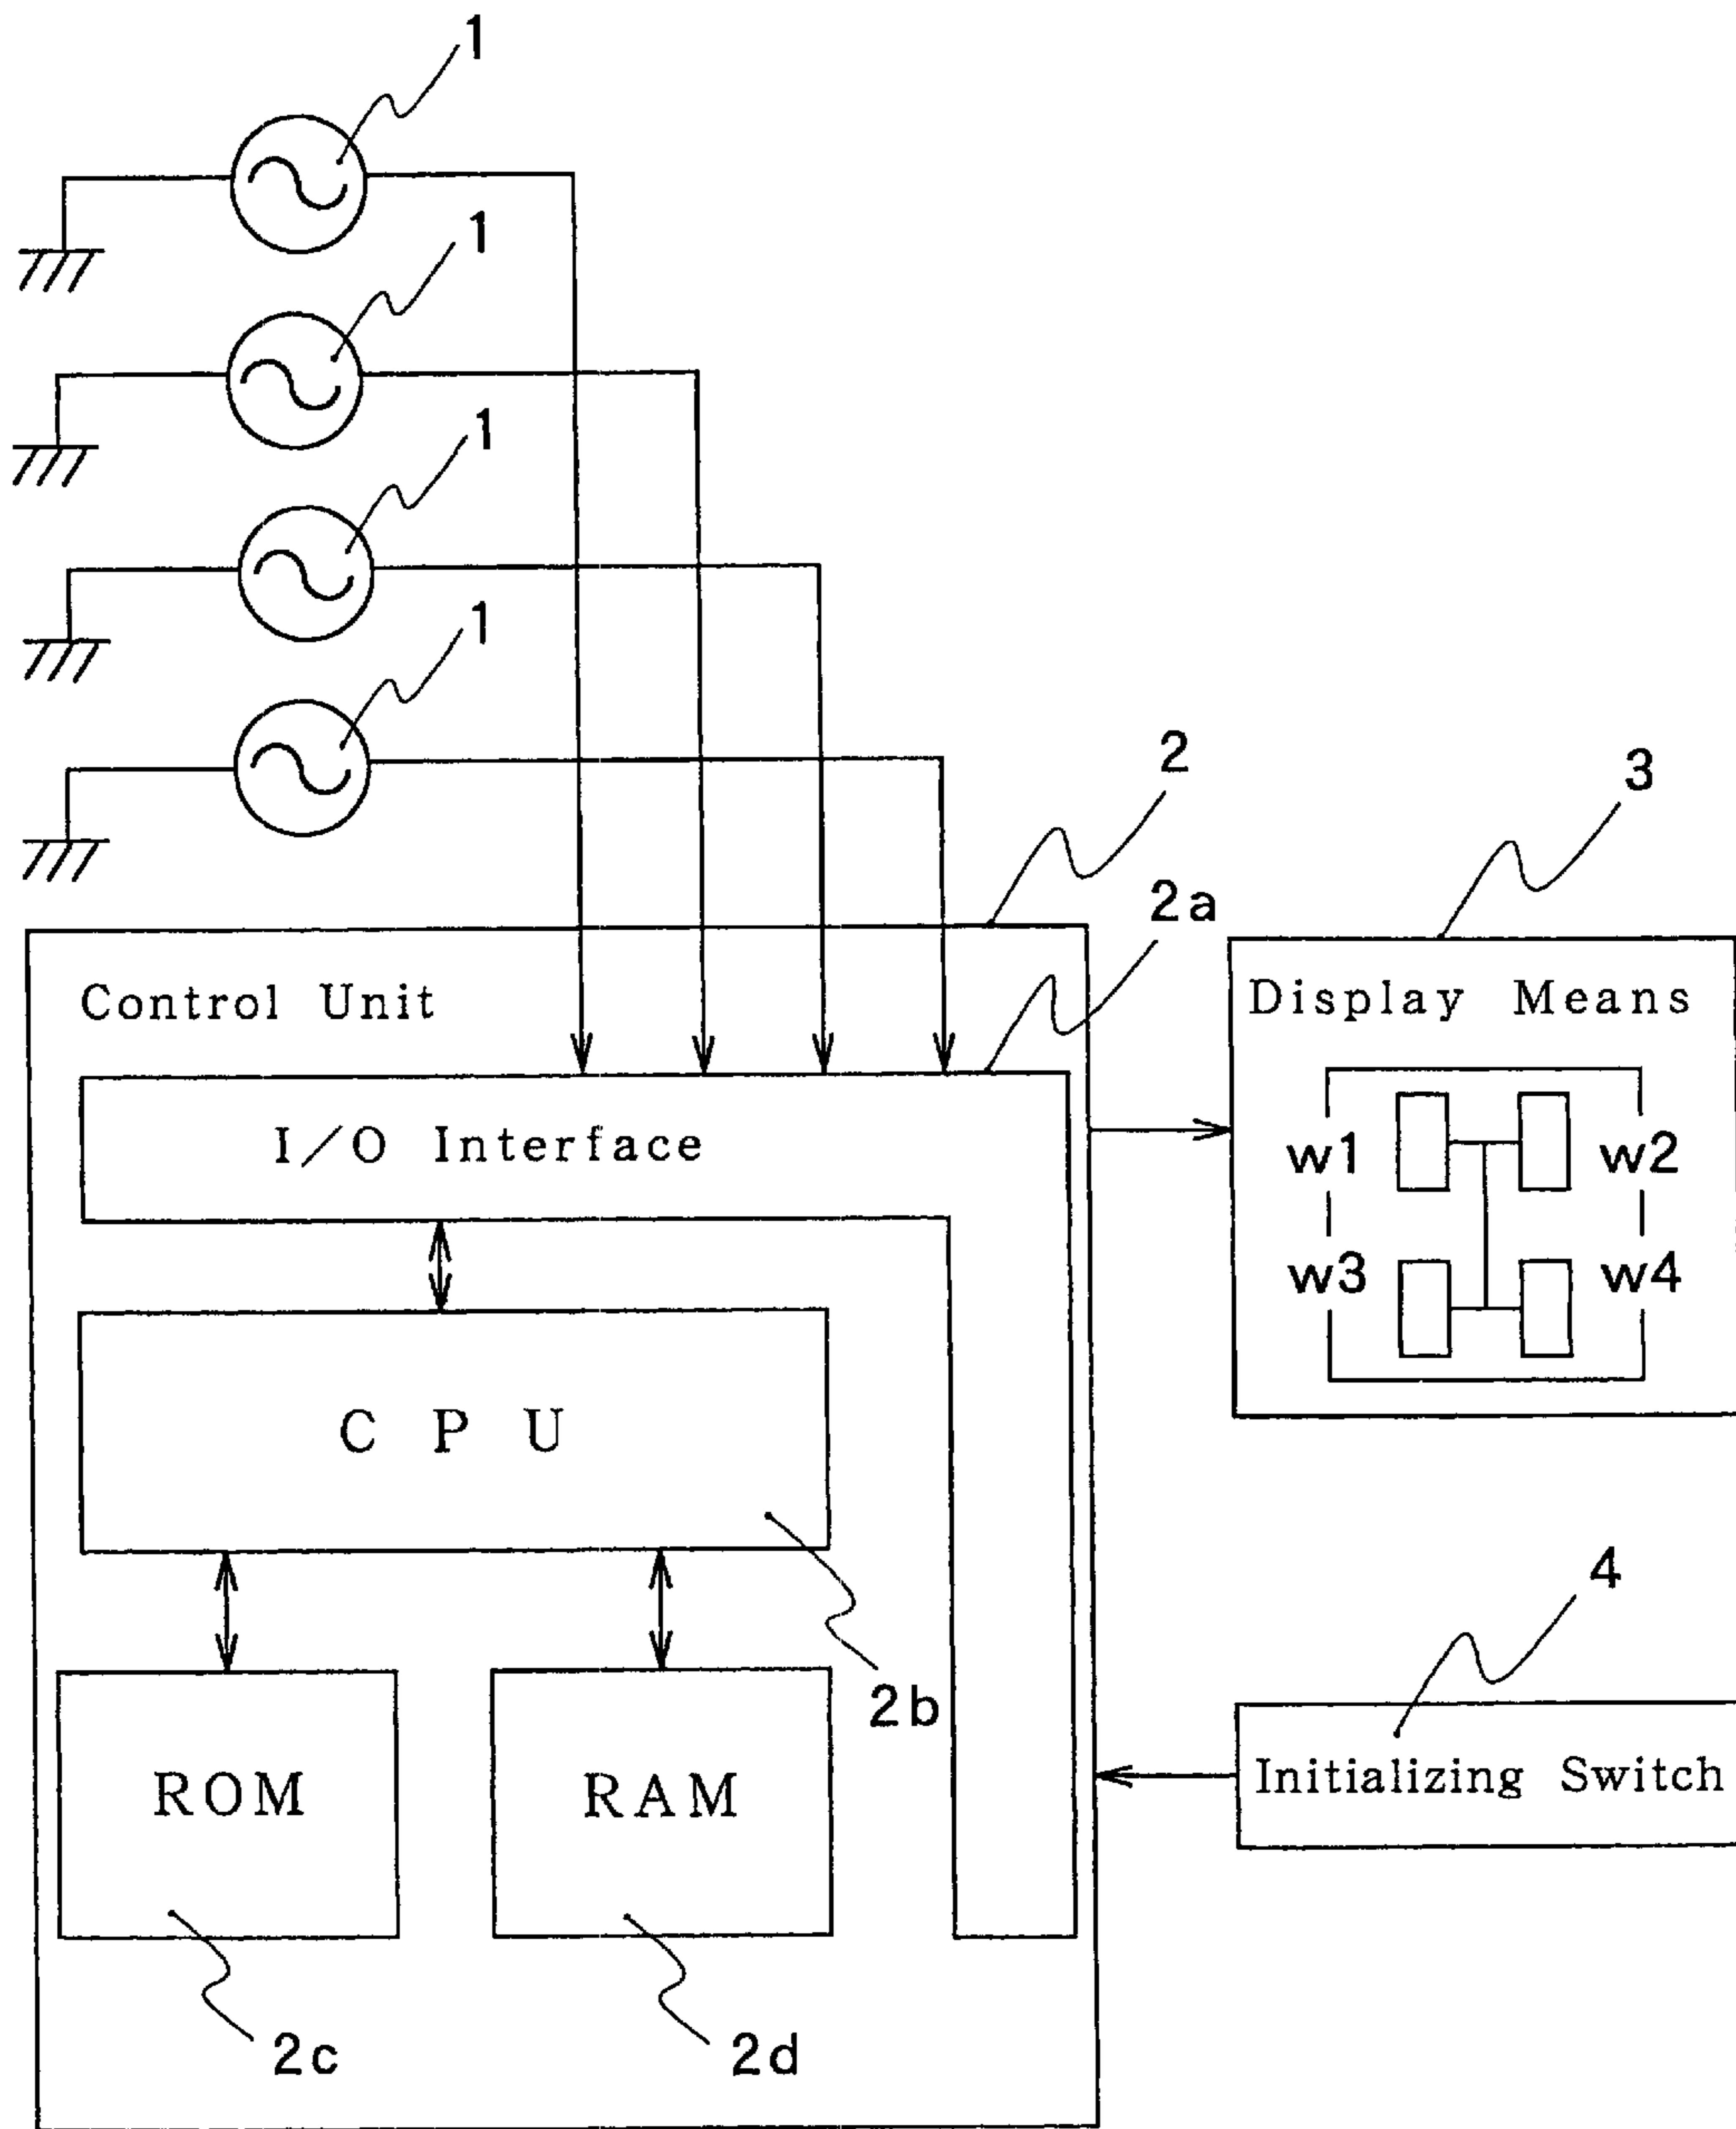 1
1
1
1
2
3
2a
Control Unit
Display Means
I/O Interface
w1
w2
w3
w4
CPU
4
2b
Initializing Switch
ROM
RAM
2c
2d